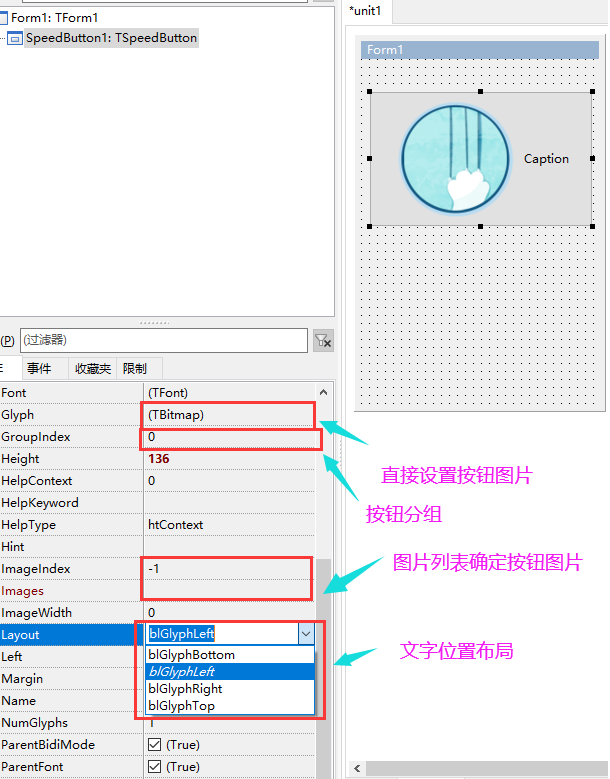 Form1: TForm1
SpeedButton1: TSpeedButton
*unit1
Form1
Caption
(P)
(过滤器)
事件
收藏夹
限制
Font
(TFont)
Glyph
(TBitmap)
GroupIndex
0
Height
136
HelpContext
0
HelpKeyword
HelpType
htContext
Hint
ImageIndex
-1
Images
ImageWidth
0
Layout
blGlyphLeft
blGlyphBottom
blGlyphLeft
blGlyphRight
blGlyphTop
Left
Margin
Name
NumGlyphs
1
ParentBidiMode
(True)
ParentFont
(True)
直接设置按钮图片
按钮分组
图片列表确定按钮图片
文字位置布局